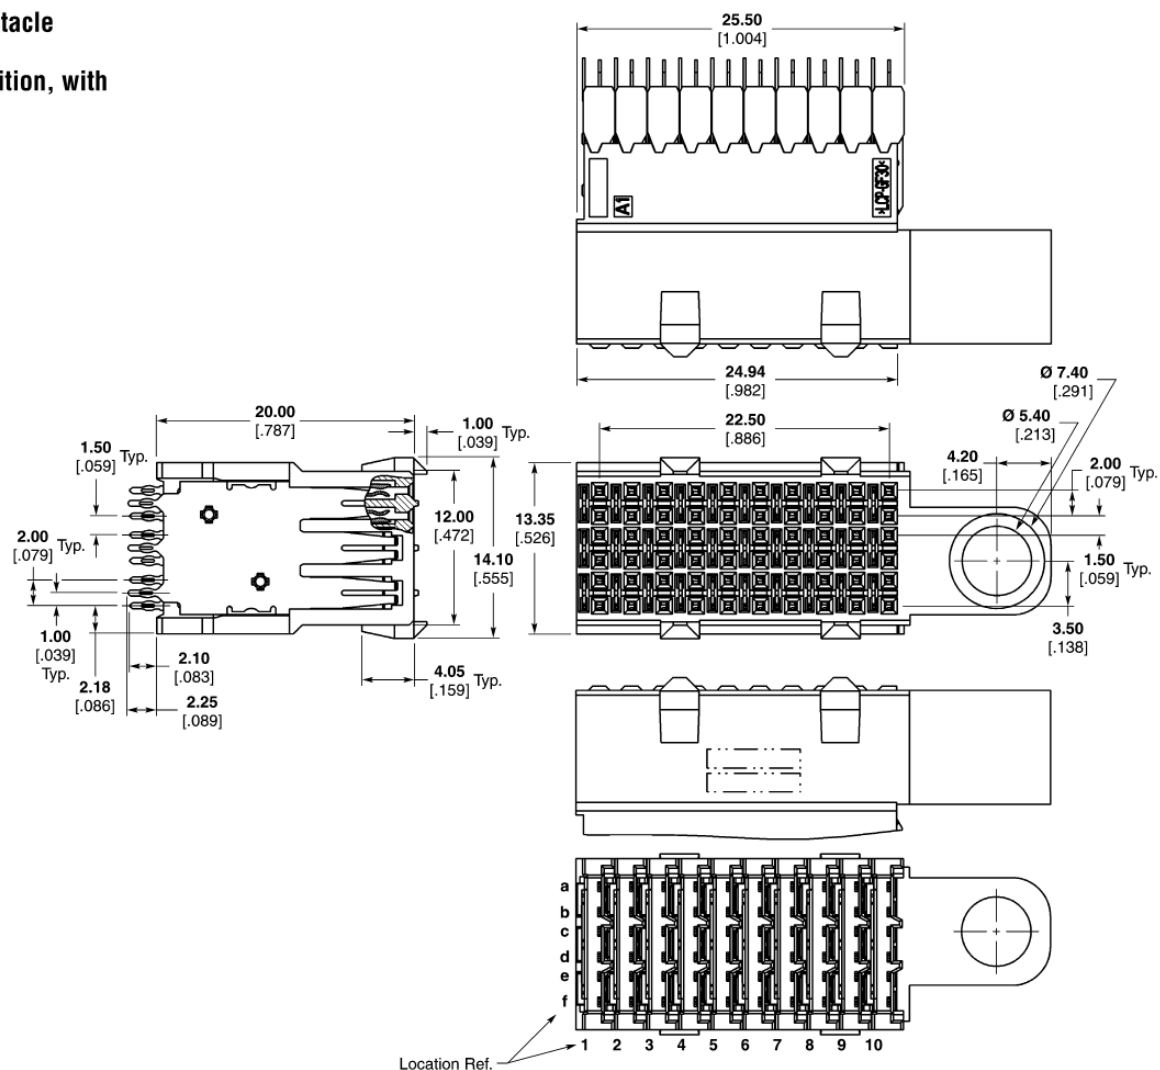 tacle
ition, with
25.50
[1.004]
A1
>LCP-GF30<
24.94
[.982]
Ø 7.40
[.291]
Ø 5.40
[.213]
20.00
[.787]
1.00
[.039] Typ.
22.50
[.886]
4.20
[.165]
2.00
[.079] Typ.
1.50
[.059] Typ.
12.00
[.472]
13.35
[.526]
14.10
[.555]
2.00
[.079] Typ.
1.50
[.059] Typ.
3.50
[.138]
1.00
[.039]
Typ.
2.10
[.083]
4.05
[.159] Typ.
2.18
[.086]
2.25
[.089]
a
b
c
d
e
f
1 2 3 4 5 6 7 8 9 10
Location Ref.